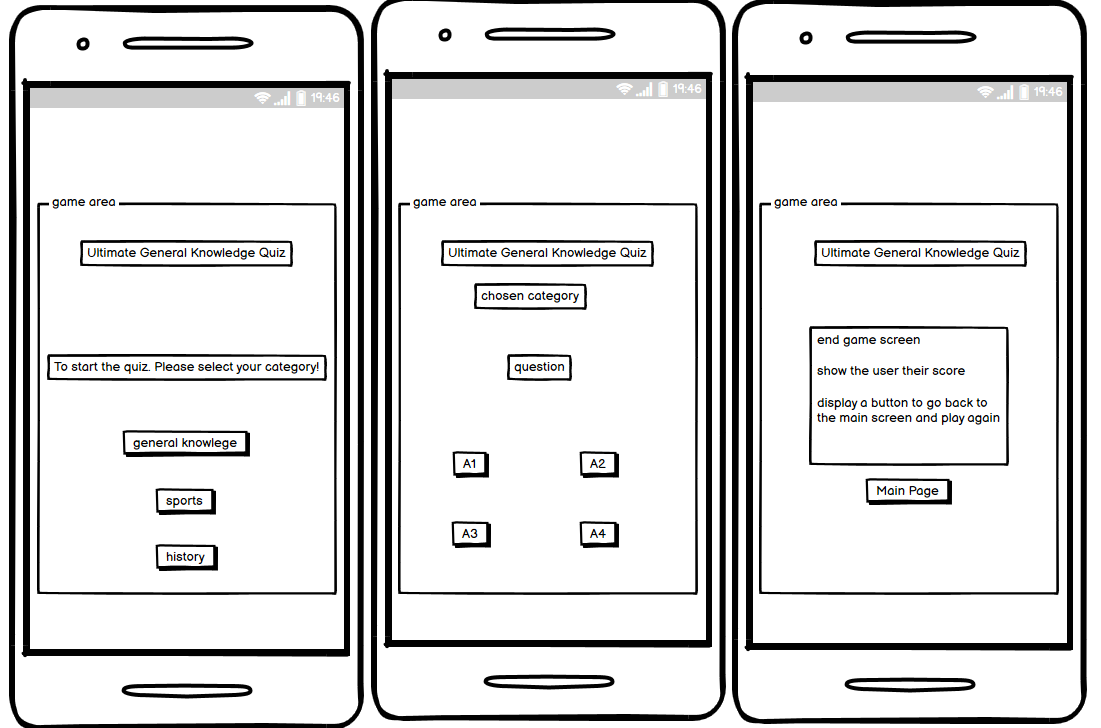 19:46
game area
Ultimate General Knowledge Quiz
To start the quiz. Please select your category!
general knowlege
sports
history
19:46
game area
Ultimate General Knowledge Quiz
chosen category
question
A1 A2
A3 A4
19:46
game area
Ultimate General Knowledge Quiz
end game screen
show the user their score
display a button to go back to
the main screen and play again
Main Page